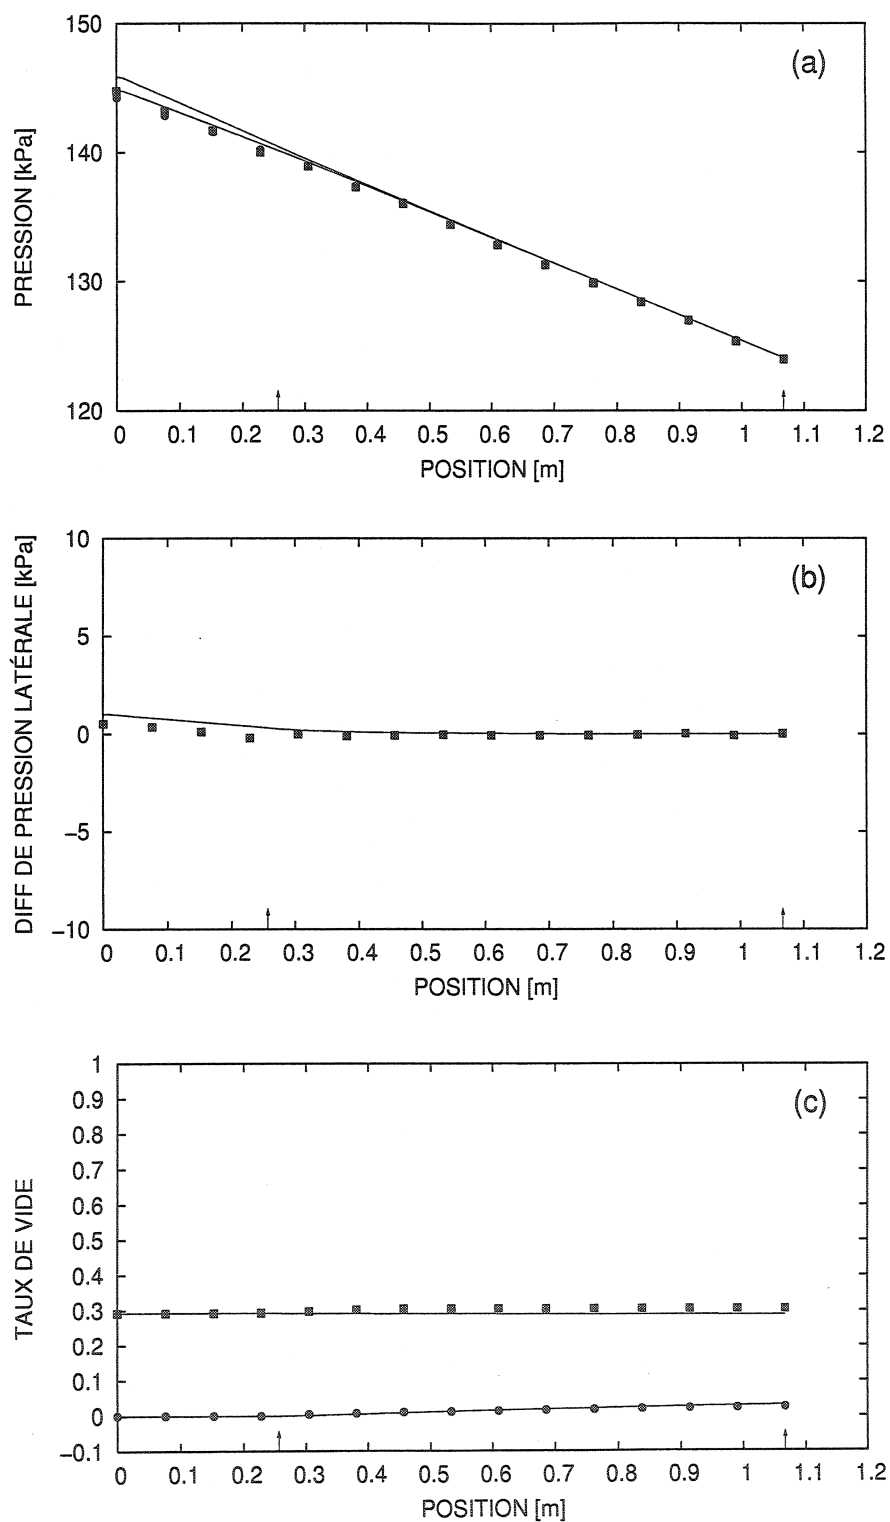 (a)
PRESSION [kPa]
150
140
130
120
0 0.1 0.2 0.3 0.4 0.5 0.6 0.7 0.8 0.9 1 1.1 1.2
POSITION [m]
(b)
DIFF DE PRESSION LATÉRALE [kPa]
10
5
0
−5
−10
0 0.1 0.2 0.3 0.4 0.5 0.6 0.7 0.8 0.9 1 1.1 1.2
POSITION [m]
(c)
TAUX DE VIDE
1
0.9
0.8
0.7
0.6
0.5
0.4
0.3
0.2
0.1
0
−0.1
0 0.1 0.2 0.3 0.4 0.5 0.6 0.7 0.8 0.9 1 1.1 1.2
POSITION [m]